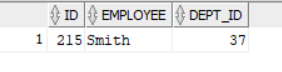 ID EMPLOYEE DEPT_ID
1 215 Smith 37